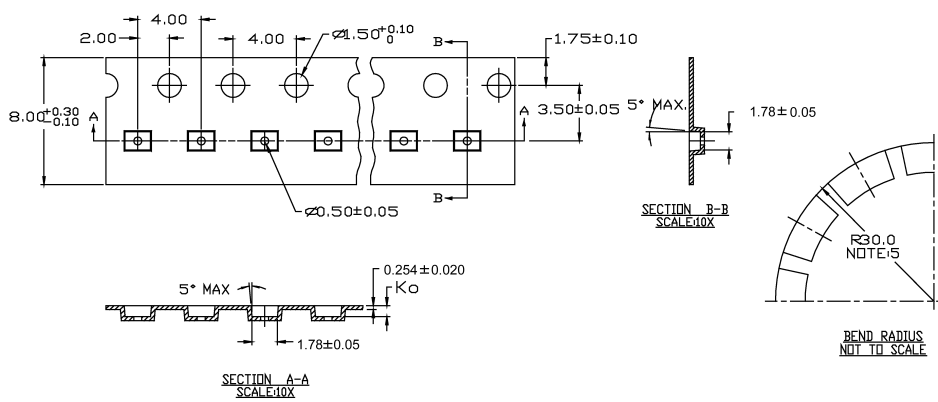 4.00
2.00
4.00
Ø1.50+0.10 0
B
1.75±0.10
8.00+0.30 -0.10
A
A
3.50±0.05
5° MAX.
1.78±0.05
Ø0.50±0.05
B
SECTION B-B
SCALE:10X
R30.0
NOTE:5
0.254±0.020
5° MAX
Ko
1.78±0.05
SECTION A-A
SCALE:10X
BEND RADIUS
NOT TO SCALE